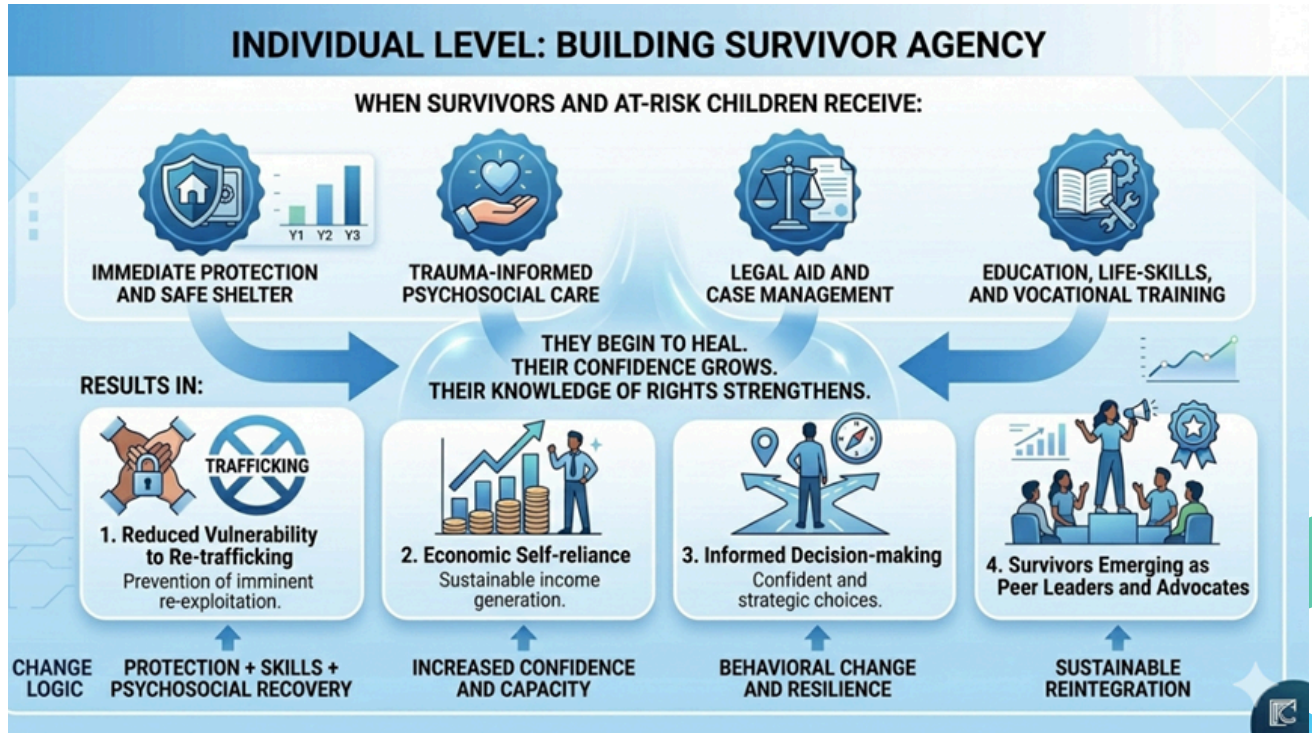 INDIVIDUAL LEVEL: BUILDING SURVIVOR AGENCY
WHEN SURVIVORS AND AT-RISK CHILDREN RECEIVE:
Y1 Y2 Y3
IMMEDIATE PROTECTION
AND SAFE SHELTER
TRAUMA-INFORMED
PSYCHOSOCIAL CARE
LEGAL AID AND
CASE MANAGEMENT
EDUCATION, LIFE-SKILLS,
AND VOCATIONAL TRAINING
THEY BEGIN TO HEAL.
THEIR CONFIDENCE GROWS.
THEIR KNOWLEDGE OF RIGHTS STRENGTHENS.
RESULTS IN:
TRAFFICKING
1. Reduced Vulnerability
to Re-trafficking
Prevention of imminent
re-exploitation.
2. Economic Self-reliance
Sustainable income
generation.
3. Informed Decision-making
Confident and
strategic choices.
4. Survivors Emerging as
Peer Leaders and Advocates
CHANGE
LOGIC
PROTECTION + SKILLS +
PSYCHOSOCIAL RECOVERY
INCREASED CONFIDENCE
AND CAPACITY
BEHAVIORAL CHANGE
AND RESILIENCE
SUSTAINABLE
REINTEGRATION